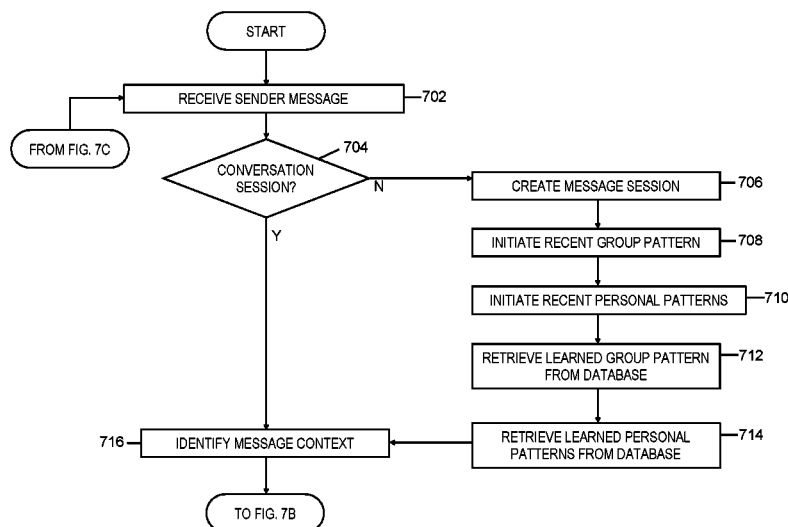 START
RECEIVE SENDER MESSAGE
702
FROM FIG. 7C
704
CONVERSATION
SESSION?
N
Y
CREATE MESSAGE SESSION
706
INITIATE RECENT GROUP PATTERN
708
INITIATE RECENT PERSONAL PATTERNS
710
RETRIEVE LEARNED GROUP PATTERN
FROM DATABASE
712
RETRIEVE LEARNED PERSONAL
PATTERNS FROM DATABASE
714
716
IDENTIFY MESSAGE CONTEXT
TO FIG. 7B